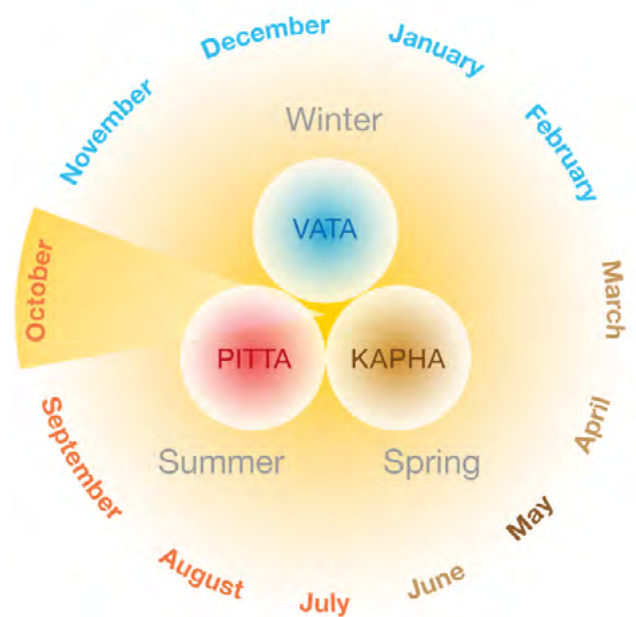 December
January
November
February
Winter
VATA
October
March
PITTA
KAPHA
September
April
Summer
Spring
May
August
June
July